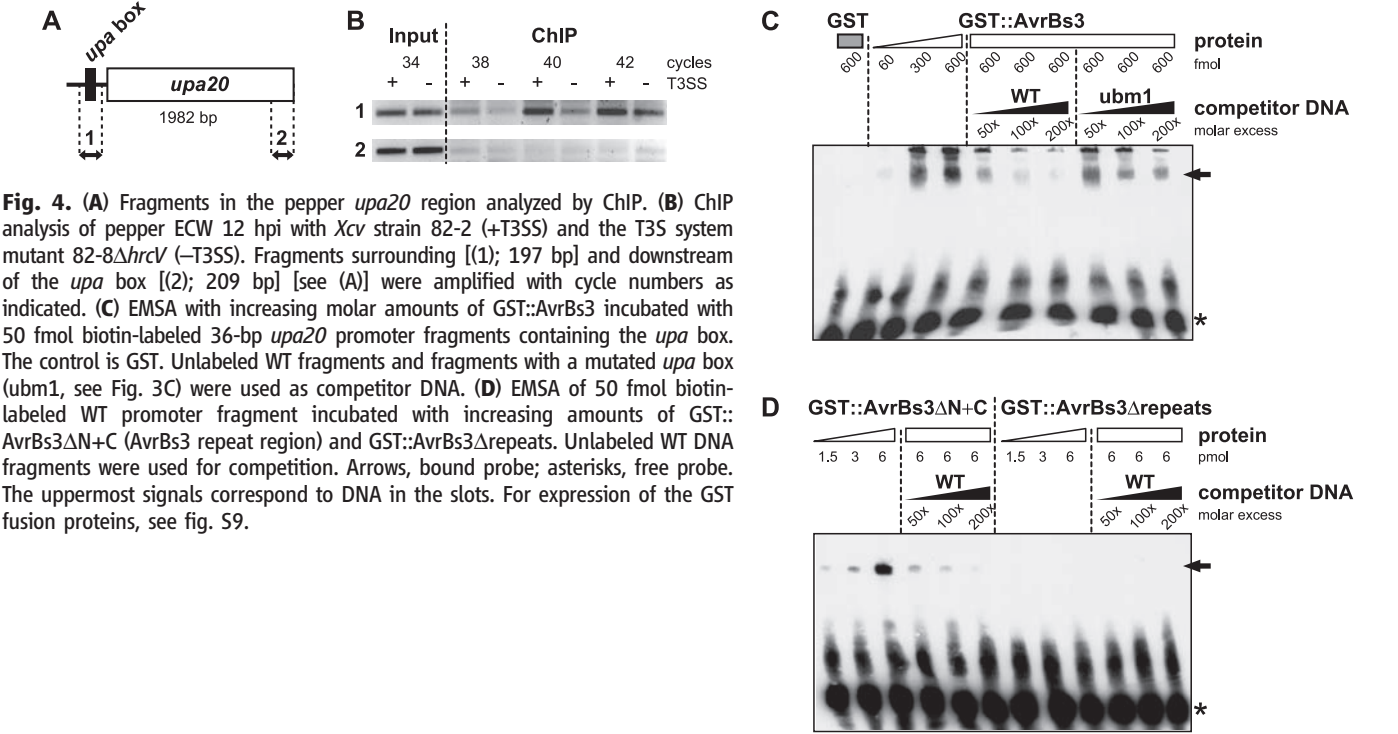 A
upa box
upa20
1982 bp
1
2
B
Input
ChIP
34 38 40 42 cycles
+ - + - + - + - T3SS
1
2
Fig. 4. (A) Fragments in the pepper upa20 region analyzed by ChIP. (B) ChIP
analysis of pepper ECW 12 hpi with Xcv strain 82-2 (+T3SS) and the T3S system
mutant 82-8ΔhrcV (–T3SS). Fragments surrounding [(1); 197 bp] and downstream
of the upa box [(2); 209 bp] [see (A)] were amplified with cycle numbers as
indicated. (C) EMSA with increasing molar amounts of GST::AvrBs3 incubated with
50 fmol biotin-labeled 36-bp upa20 promoter fragments containing the upa box.
The control is GST. Unlabeled WT fragments and fragments with a mutated upa box
(ubm1, see Fig. 3C) were used as competitor DNA. (D) EMSA of 50 fmol biotin-
labeled WT promoter fragment incubated with increasing amounts of GST::
AvrBs3ΔN+C (AvrBs3 repeat region) and GST::AvrBs3Δrepeats. Unlabeled WT DNA
fragments were used for competition. Arrows, bound probe; asterisks, free probe.
The uppermost signals correspond to DNA in the slots. For expression of the GST
fusion proteins, see fig. S9.
C
GST GST::AvrBs3
protein
600 60 300 600 600 600 600 600 600 600 fmol
WT ubm1 competitor DNA
50x 100x 200x 50x 100x 200x molar excess
*
D
GST::AvrBs3ΔN+C GST::AvrBs3Δrepeats
protein
1.5 3 6 6 6 6 1.5 3 6 6 6 6 pmol
WT WT competitor DNA
50x 100x 200x 50x 100x 200x molar excess
*